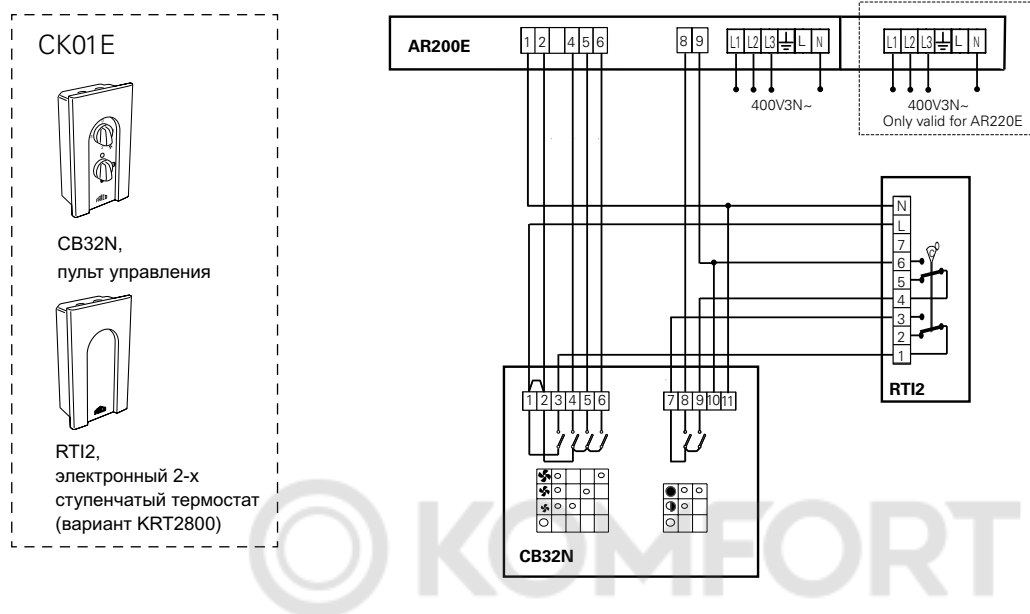 CK01E
CB32N,
пульт управления
RTI2,
электронный 2-х
ступенчатый термостат
(вариант KRT2800)
AR200E
1 2 4 5 6
8 9
L1 L2 L3 L N
L1 L2 L3 L N
400V3N~
400V3N~
Only valid for AR220E
N
L
7
6
5
4
3
2
1
RTI2
1 2 3 4 5 6
7 8 9 10 11
CB32N
KOMFORT